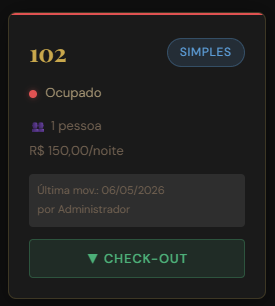 102
SIMPLES
Ocupado
1 pessoa
R$ 150,00/noite
Última mov.: 06/05/2026
por Administrador
▼ CHECK-OUT